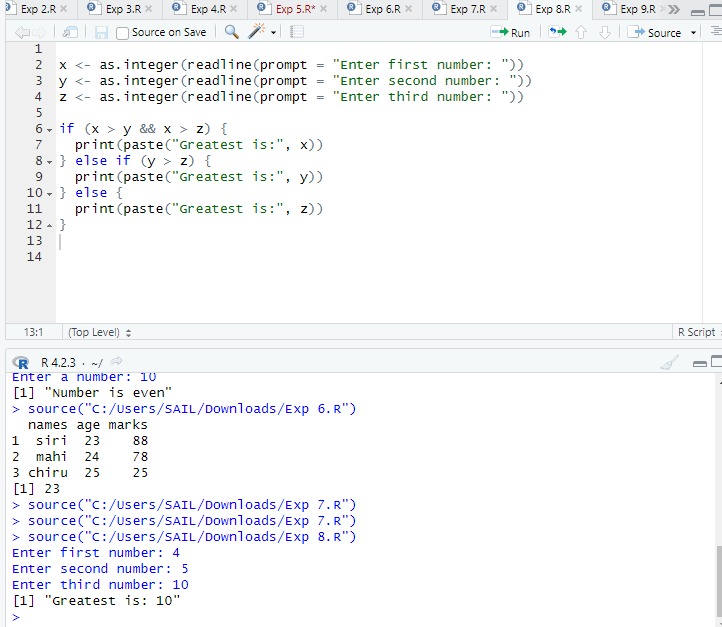 Exp 2.R Exp 3.R Exp 4.R Exp 5.R* Exp 6.R Exp 7.R Exp 8.R Exp 9.R
Source on Save Run Source
1
2 x <- as.integer(readline(prompt = "Enter first number: "))
3 y <- as.integer(readline(prompt = "Enter second number: "))
4 z <- as.integer(readline(prompt = "Enter third number: "))
5
6 if (x > y && x > z) {
7 print(paste("Greatest is:", x))
8 } else if (y > z) {
9 print(paste("Greatest is:", y))
10 } else {
11 print(paste("Greatest is:", z))
12 }
13
14
13:1 (Top Level) R Script
R 4.2.3 · ~/
Enter a number: 10
[1] "Number is even"
> source("C:/Users/SAIL/Downloads/Exp 6.R")
names age marks
1 siri 23 88
2 mahi 24 78
3 chiru 25 25
[1] 23
> source("C:/Users/SAIL/Downloads/Exp 7.R")
> source("C:/Users/SAIL/Downloads/Exp 7.R")
> source("C:/Users/SAIL/Downloads/Exp 8.R")
Enter first number: 4
Enter second number: 5
Enter third number: 10
[1] "Greatest is: 10"
>